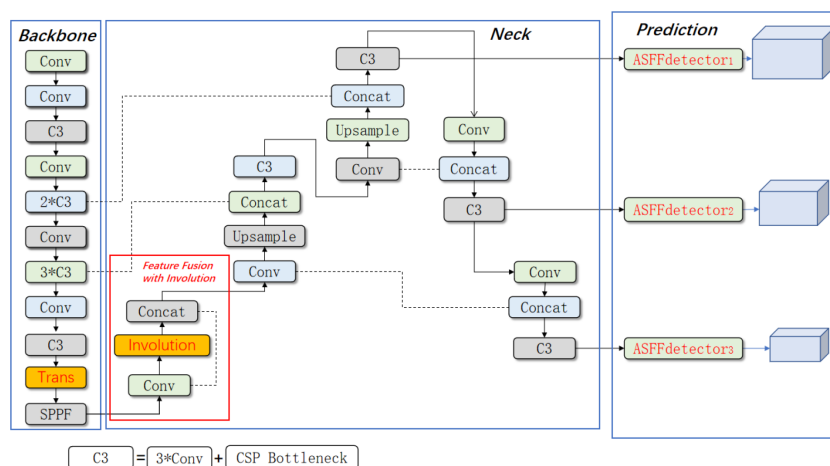 Backbone
Conv
Conv
C3
Conv
2*C3
Conv
3*C3
Conv
C3
Trans
SPPF
Neck
Feature Fusion
with Involution
Concat
Involution
Conv
C3
Concat
Upsample
Conv
C3
Concat
Upsample
Conv
Conv
Concat
C3
Conv
Concat
C3
Prediction
ASFFdetector1
ASFFdetector2
ASFFdetector3
C3 = 3*Conv + CSP Bottleneck